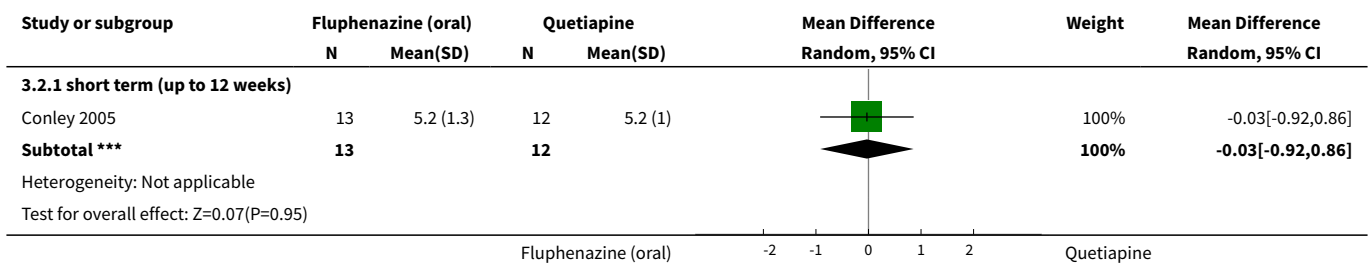 Study or subgroup Fluphenazine (oral) Quetiapine Mean Difference Weight Mean Difference
N Mean(SD) N Mean(SD) Random, 95% CI Random, 95% CI
3.2.1 short term (up to 12 weeks)
Conley 2005 13 5.2 (1.3) 12 5.2 (1) 100% -0.03[-0.92,0.86]
Subtotal *** 13 12 100% -0.03[-0.92,0.86]
Heterogeneity: Not applicable
Test for overall effect: Z=0.07(P=0.95)
Fluphenazine (oral) -2 -1 0 1 2 Quetiapine